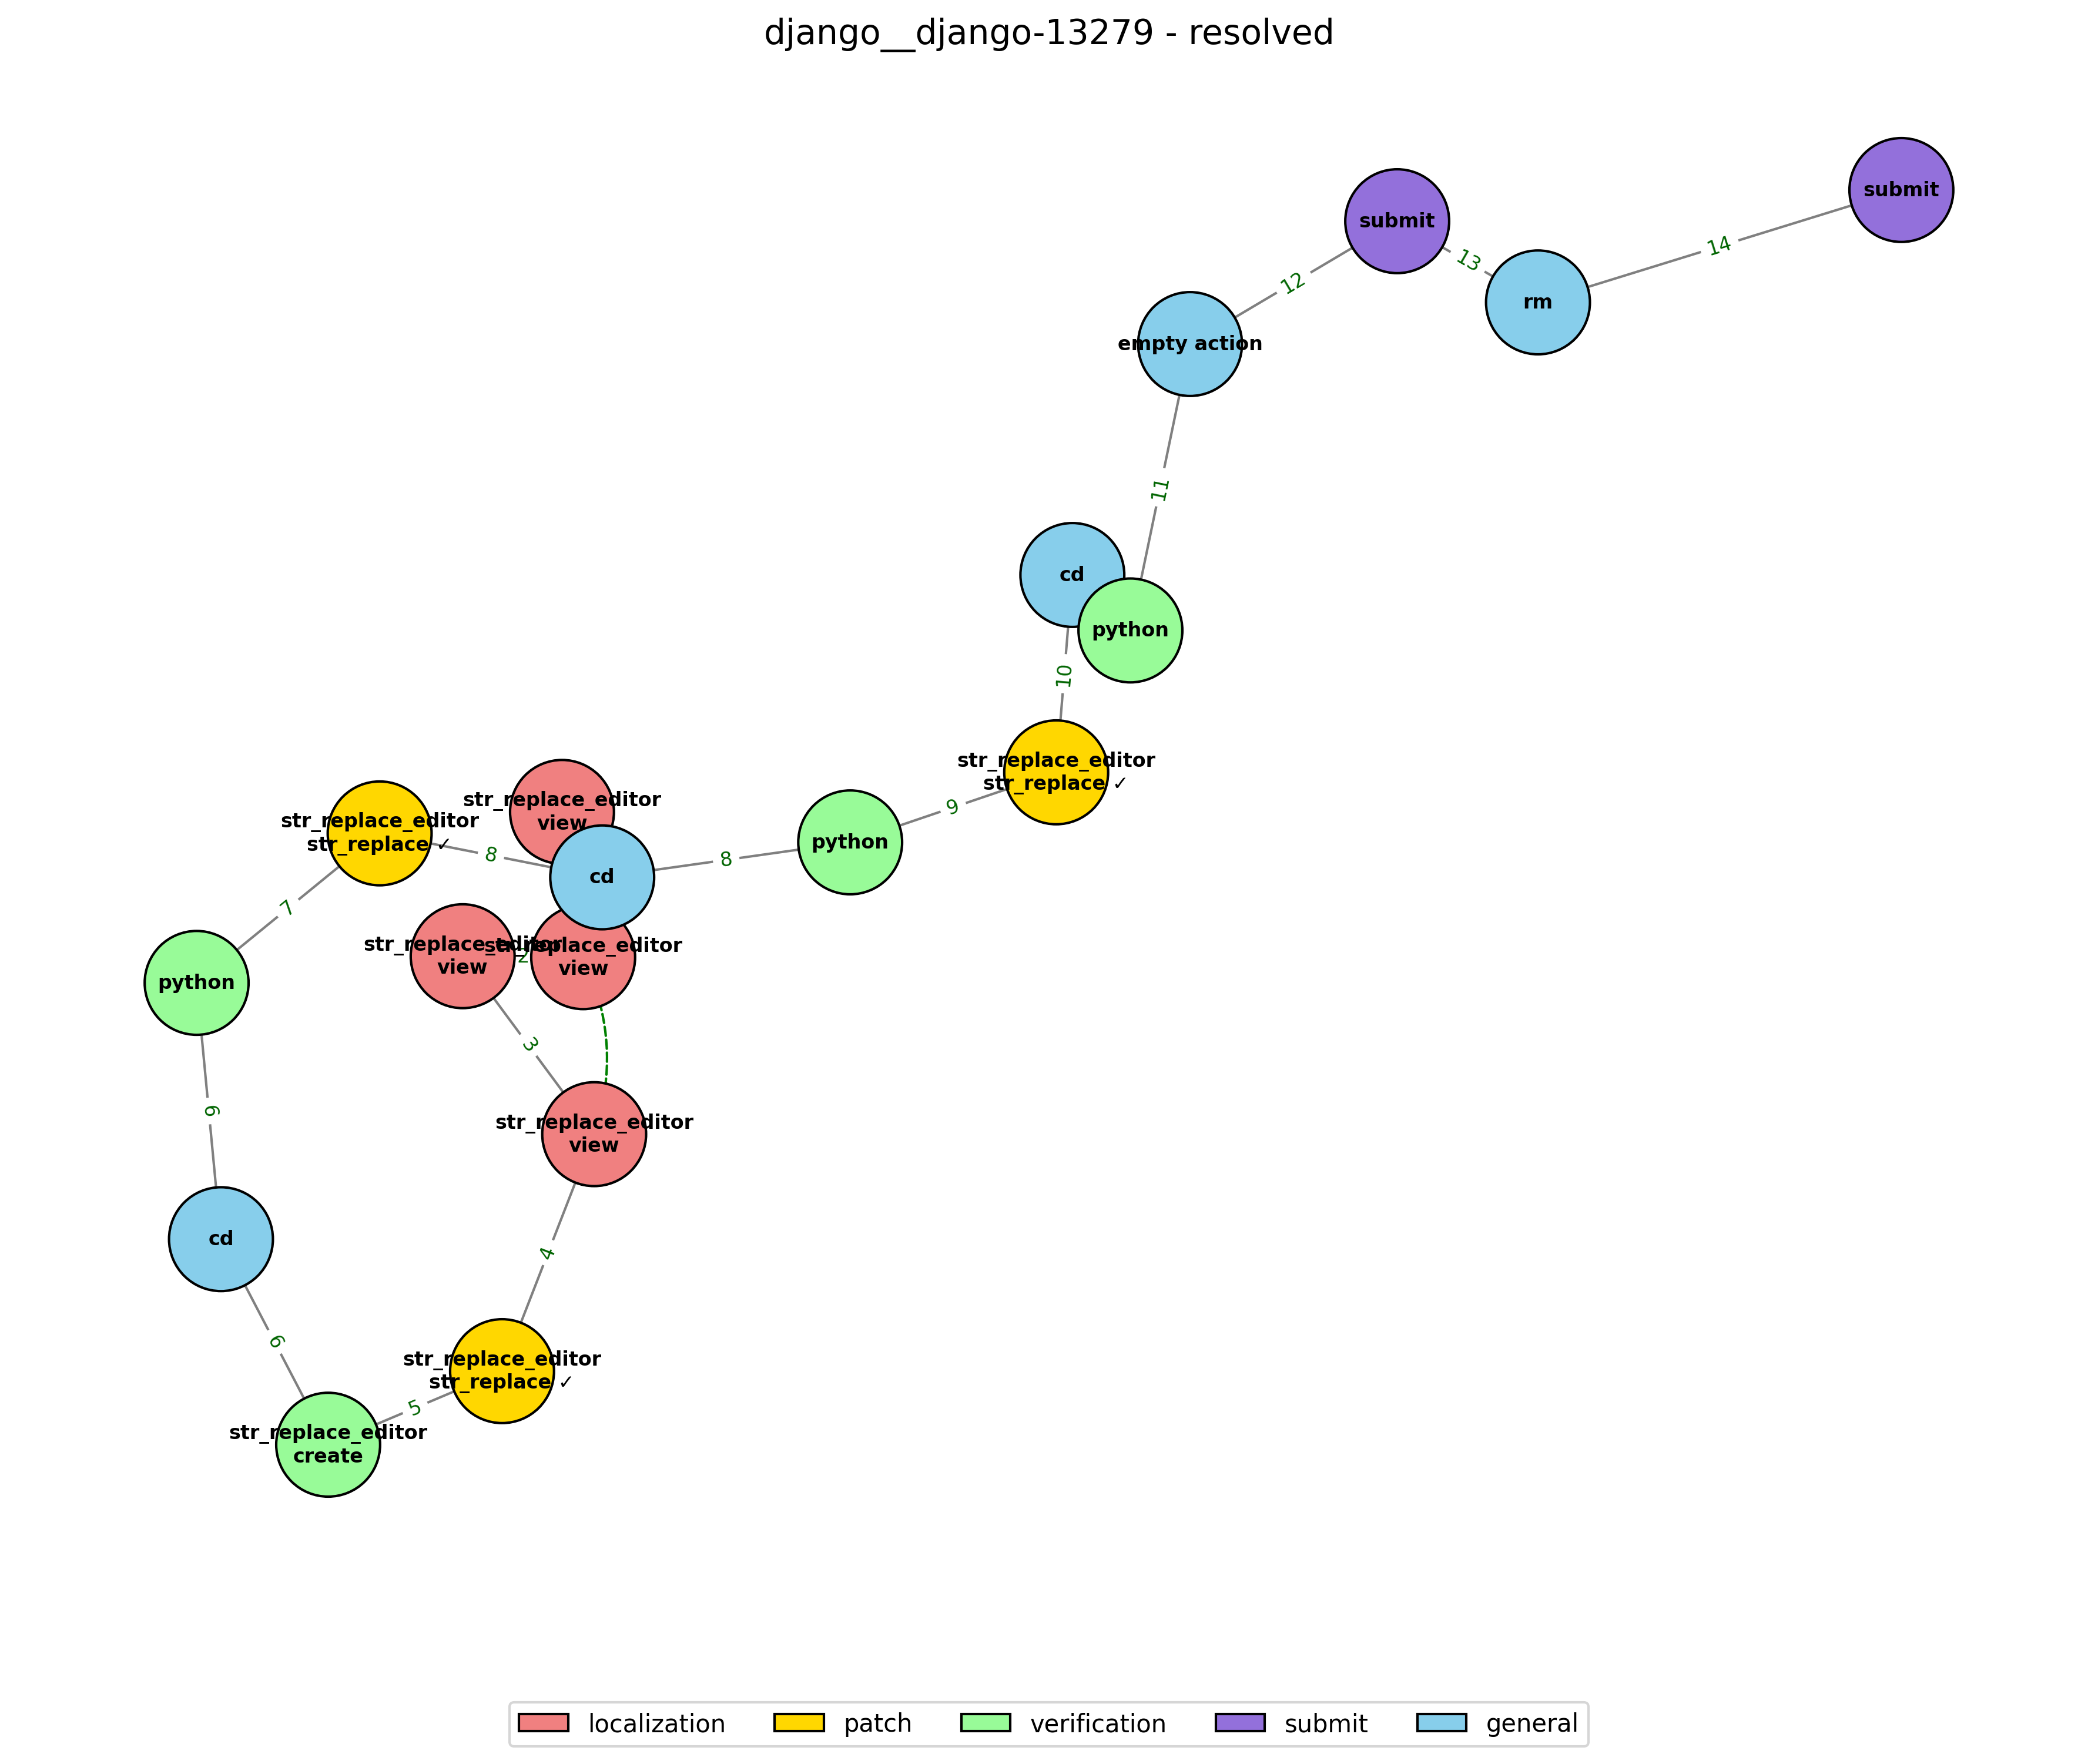 django__django-13279 - resolved
submit
submit
13
14
rm
12
empty action
11
cd
python
10
str_replace_editor
str_replace ✓
9
str_replace_editor
view
str_replace_editor
str_replace ✓
8
cd
8
python
7
str_replace_editor
view
2
str_replace_editor
view
python
3
6
str_replace_editor
view
cd
4
6
str_replace_editor
str_replace ✓
5
str_replace_editor
create
localization
patch
verification
submit
general